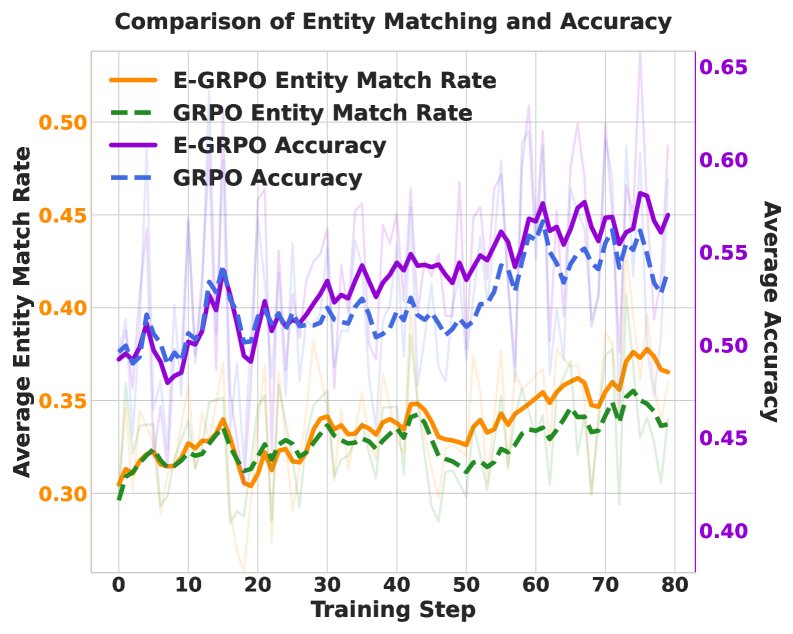 Comparison of Entity Matching and Accuracy
E-GRPO Entity Match Rate
GRPO Entity Match Rate
E-GRPO Accuracy
GRPO Accuracy
Average Entity Match Rate
0.50
0.45
0.40
0.35
0.30
0.65
0.60
0.55
0.50
0.45
0.40
Average Accuracy
0 10 20 30 40 50 60 70 80
Training Step